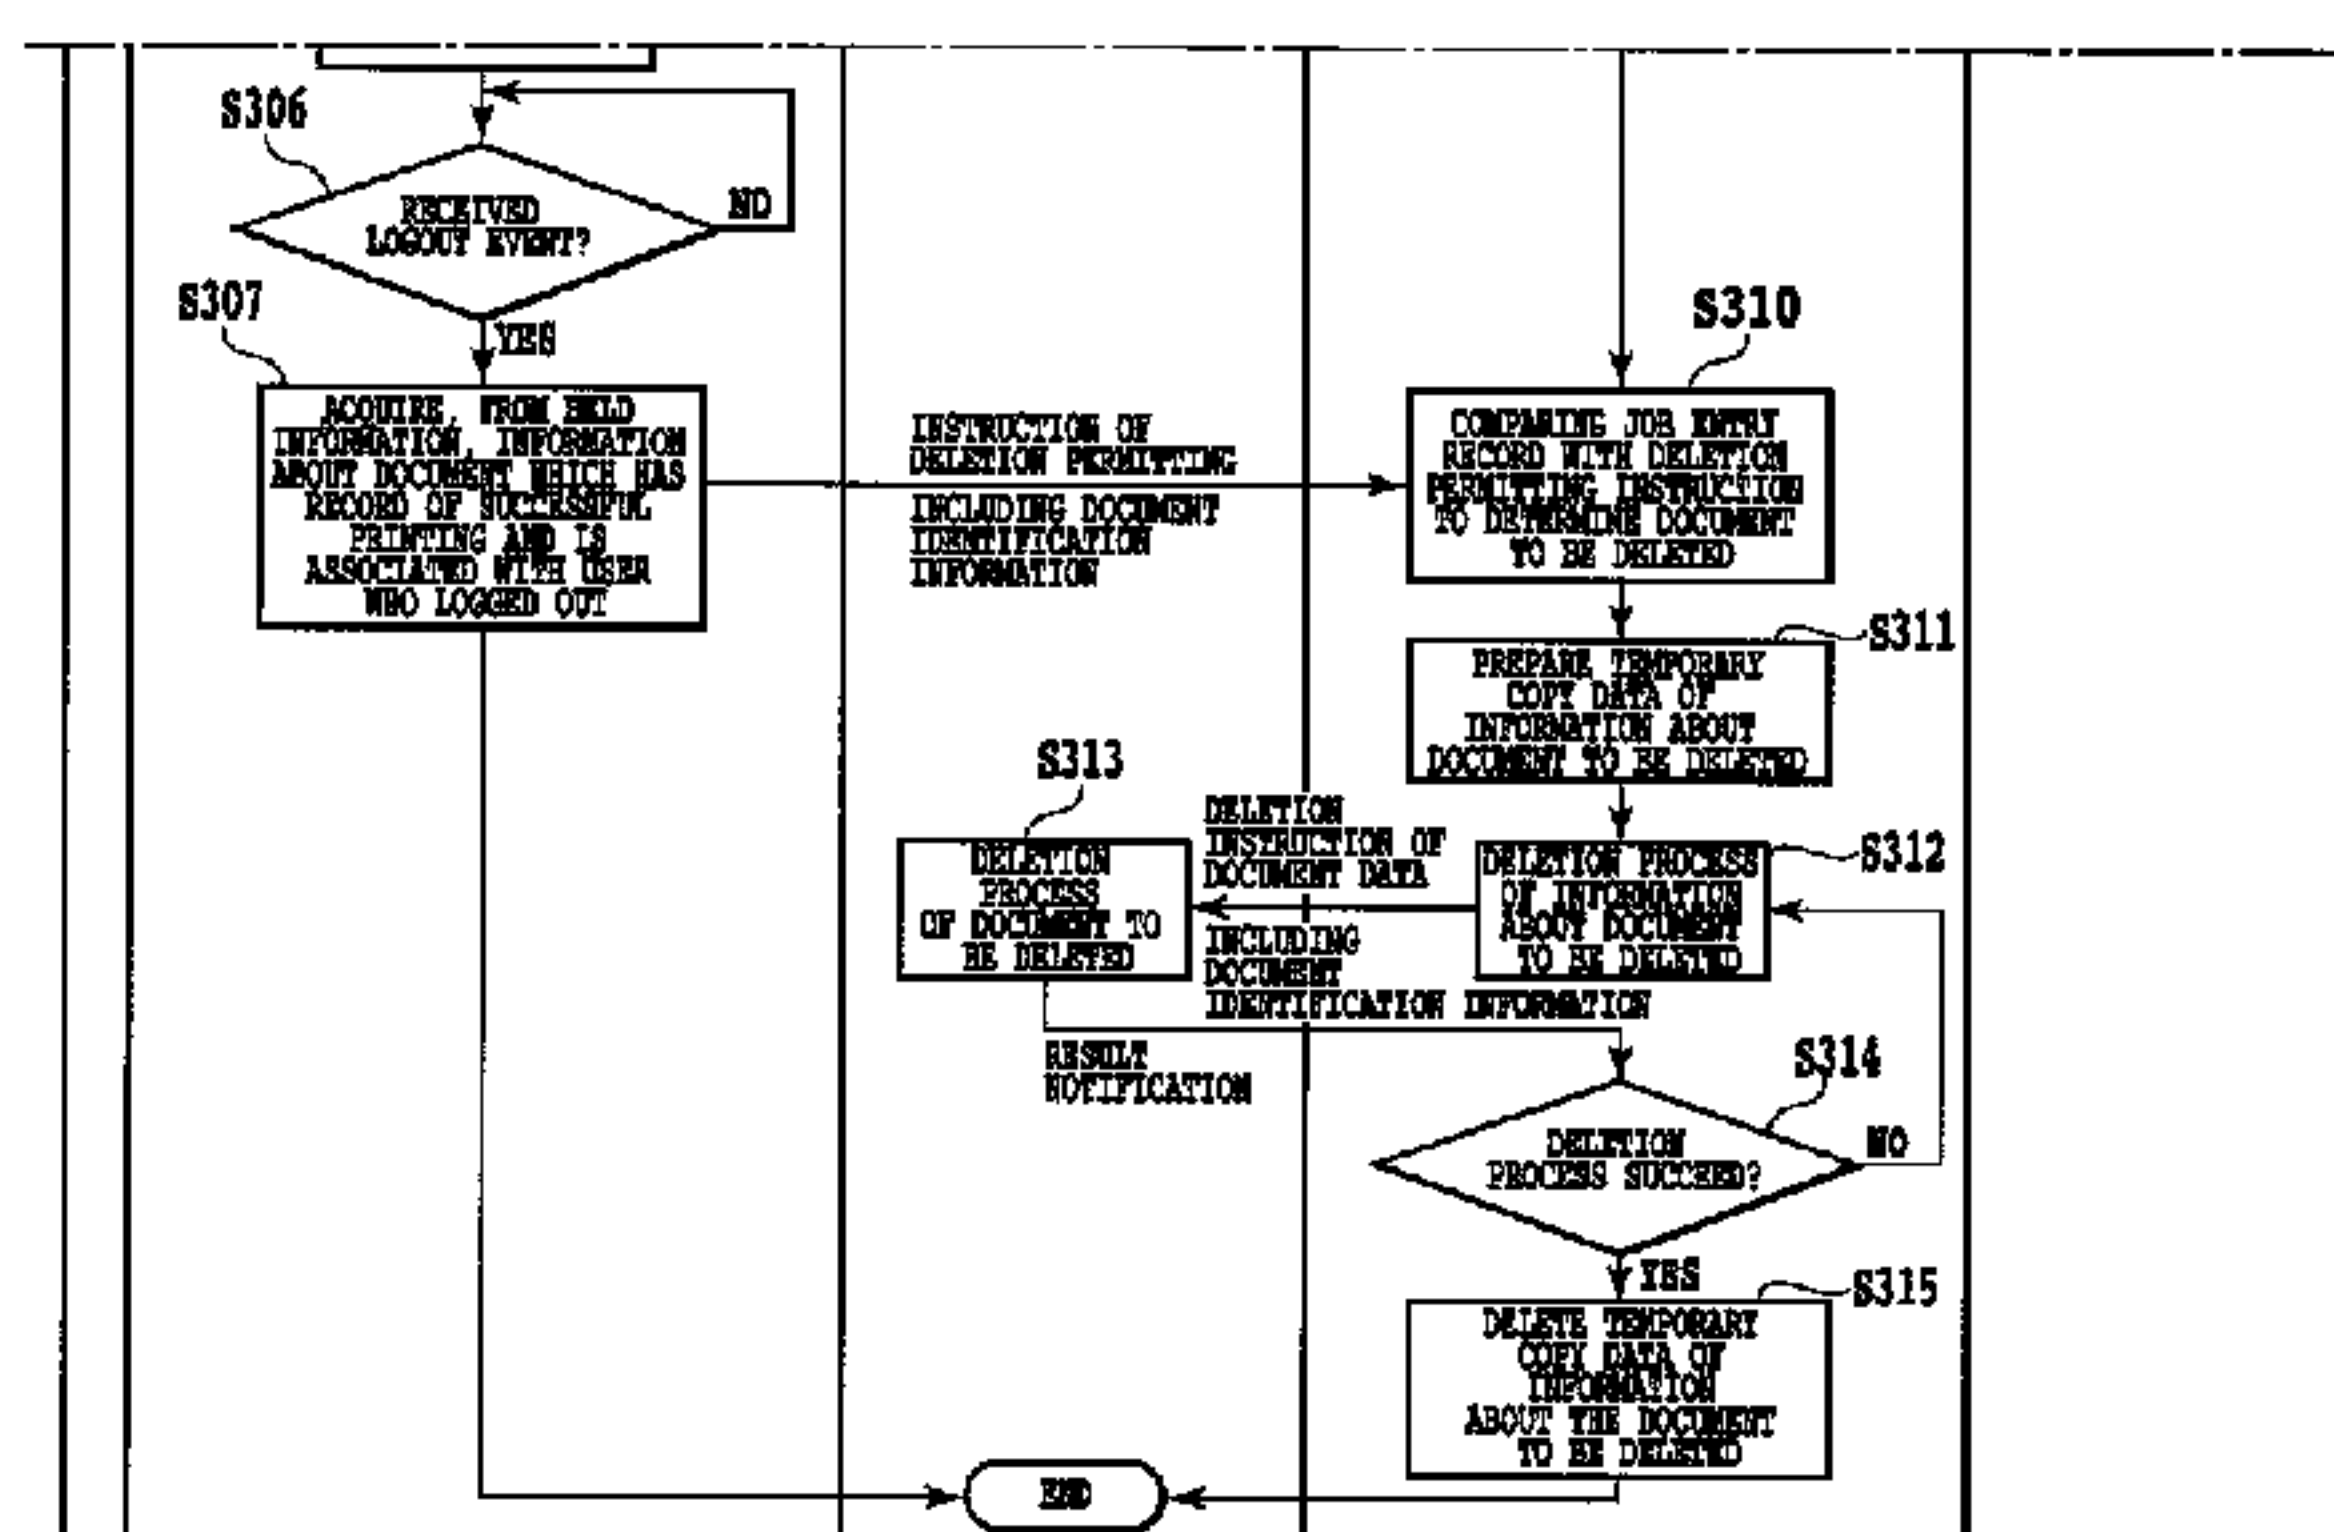 S306
RECEIVED
LOGOUT EVENT?
NO
S307
YES
ACQUIRE, FROM HELD
INFORMATION, INFORMATION
ABOUT DOCUMENT WHICH HAS
RECORD OF SUCCESSFUL
PRINTING AND IS
ASSOCIATED WITH USER
WHO LOGGED OUT
INSTRUCTION OF
DELETION PERMITTING
INCLUDING DOCUMENT
IDENTIFICATION
INFORMATION
S310
COMPARING JOB ENTRY
RECORD WITH DELETION
PERMITTING INSTRUCTION
TO DETERMINE DOCUMENT
TO BE DELETED
S311
PREPARE TEMPORARY
COPY DATA OF
INFORMATION ABOUT
DOCUMENT TO BE DELETED
S313
DELETION
PROCESS
OF DOCUMENT TO
BE DELETED
DELETION
INSTRUCTION OF
DOCUMENT DATA
INCLUDING
DOCUMENT
IDENTIFICATION INFORMATION
S312
DELETION PROCESS
OF INFORMATION
ABOUT DOCUMENT
TO BE DELETED
RESULT
NOTIFICATION
S314
DELETION
PROCESS SUCCEED?
NO
YES
S315
DELETE TEMPORARY
COPY DATA OF
INFORMATION
ABOUT THE DOCUMENT
TO BE DELETED
END